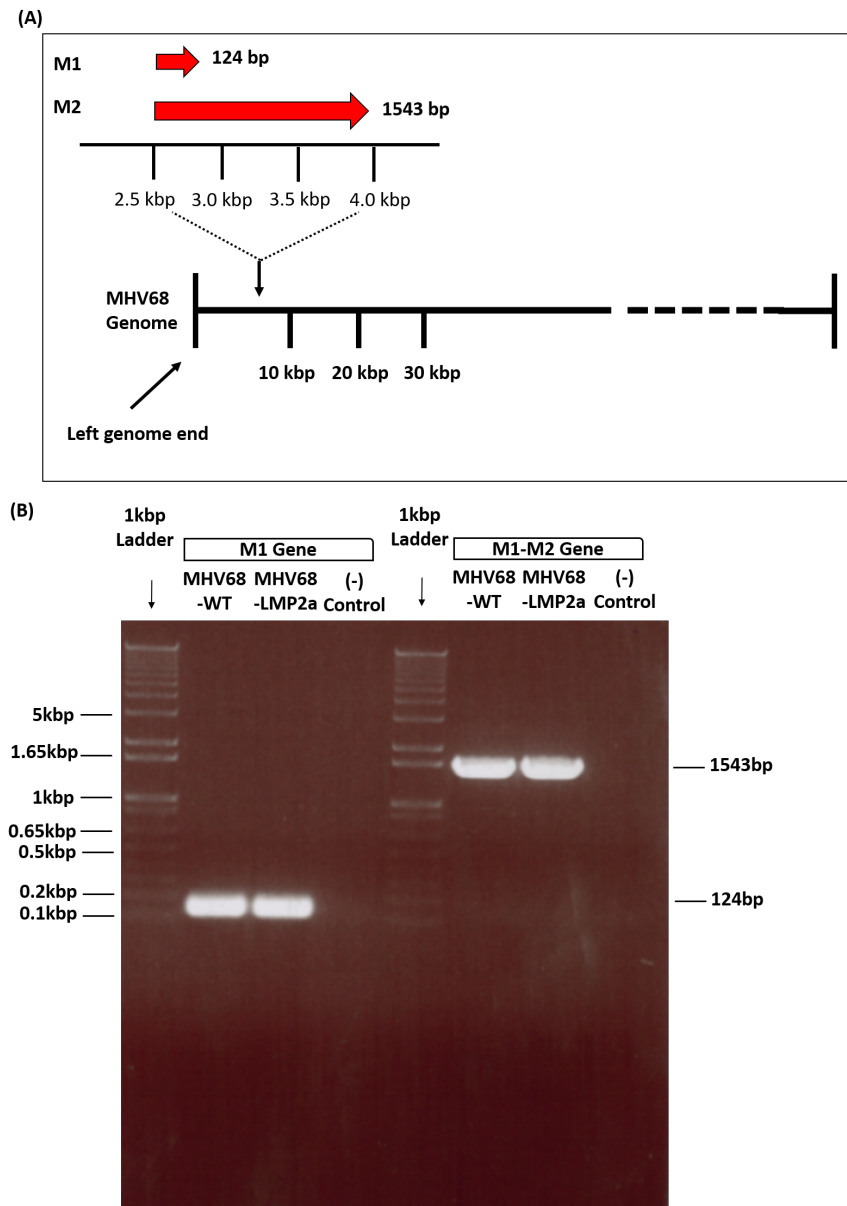 (A)
M1
124 bp
M2
1543 bp
2.5 kbp
3.0 kbp
3.5 kbp
4.0 kbp
MHV68
Genome
10 kbp
20 kbp
30 kbp
Left genome end
(B)
1kbp
Ladder
M1 Gene
MHV68
-WT
MHV68
-LMP2a
(-)
Control
1kbp
Ladder
M1-M2 Gene
MHV68
-WT
MHV68
-LMP2a
(-)
Control
5kbp
1.65kbp
1kbp
0.65kbp
0.5kbp
0.2kbp
0.1kbp
1543bp
124bp